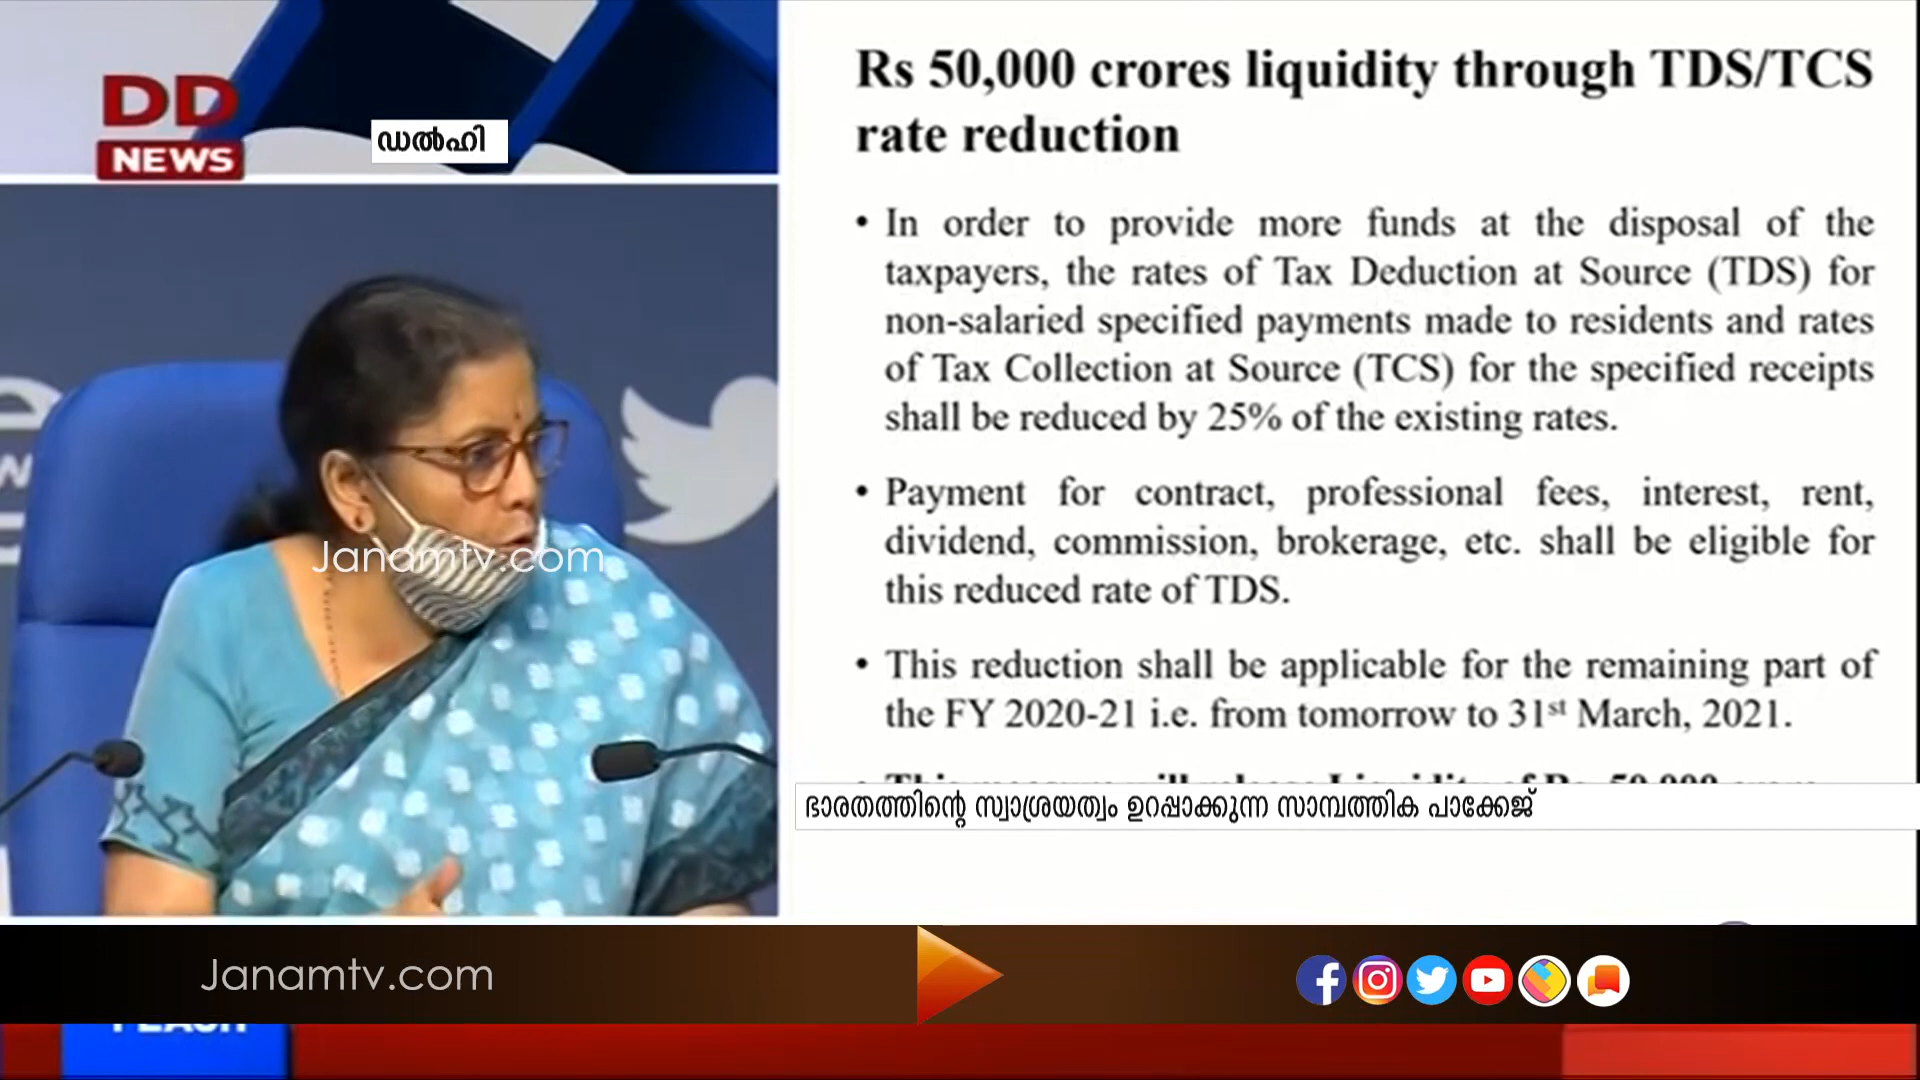 DD
NEWS
ഡൽഹി
Rs 50,000 crores liquidity through TDS/TCS
rate reduction
• In order to provide more funds at the disposal of the
taxpayers, the rates of Tax Deduction at Source (TDS) for
non-salaried specified payments made to residents and rates
of Tax Collection at Source (TCS) for the specified receipts
shall be reduced by 25% of the existing rates.
• Payment for contract, professional fees, interest, rent,
dividend, commission, brokerage, etc. shall be eligible for
this reduced rate of TDS.
• This reduction shall be applicable for the remaining part of
the FY 2020-21 i.e. from tomorrow to 31st March, 2021.
ഭാരതത്തിന്റെ സ്വാശ്രയത്വം ഉറപ്പാക്കുന്ന സാമ്പത്തിക പാക്കേജ്
Janamtv.com
Janamtv.com